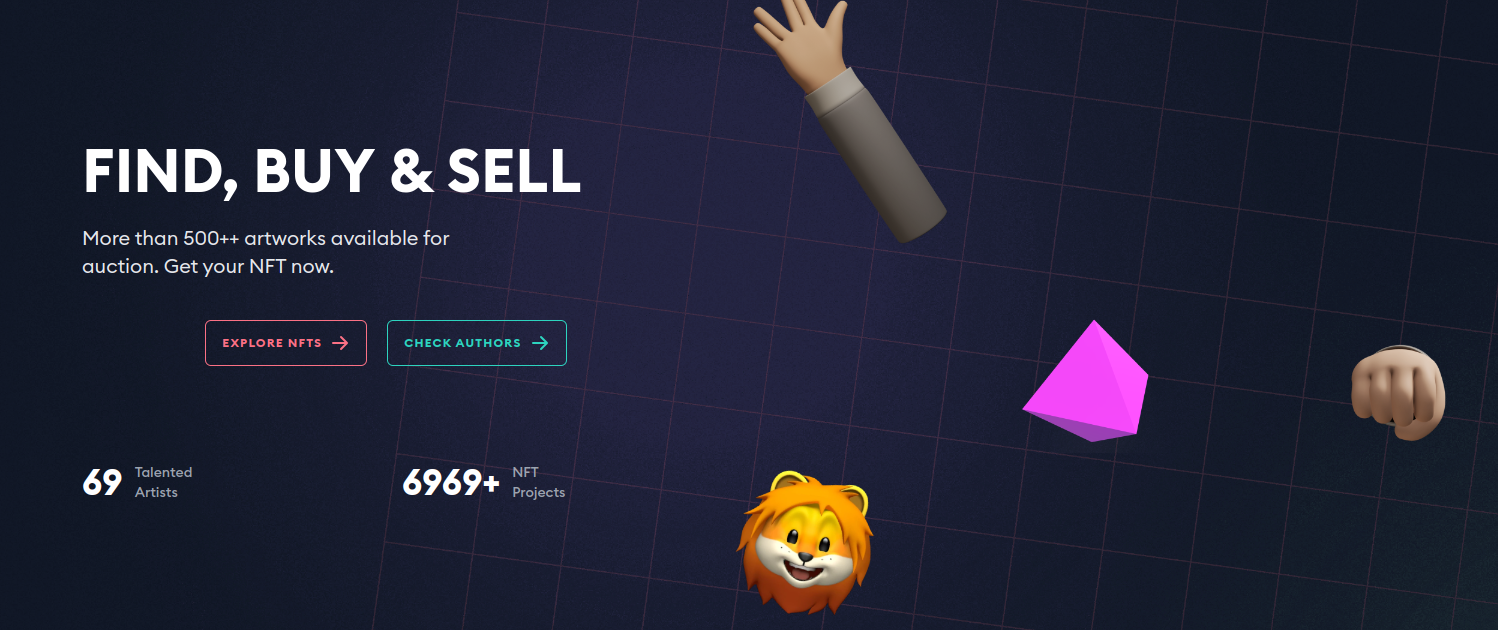 FIND, BUY & SELL
More than 500++ artworks available for
auction. Get your NFT now.
EXPLORE NFTS
CHECK AUTHORS
69
Talented
Artists
6969+
NFT
Projects